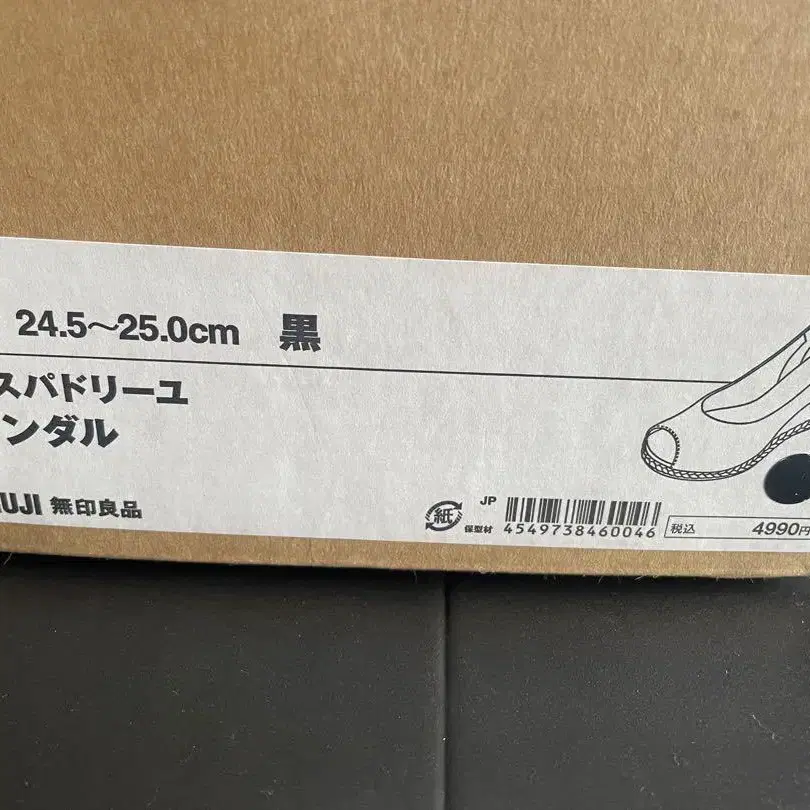 24.5〜25.0cm 黒
スパドリーユ
ンダル
UJI 無印良品
紙 JP
保型材 4549738460046 税込 4990円